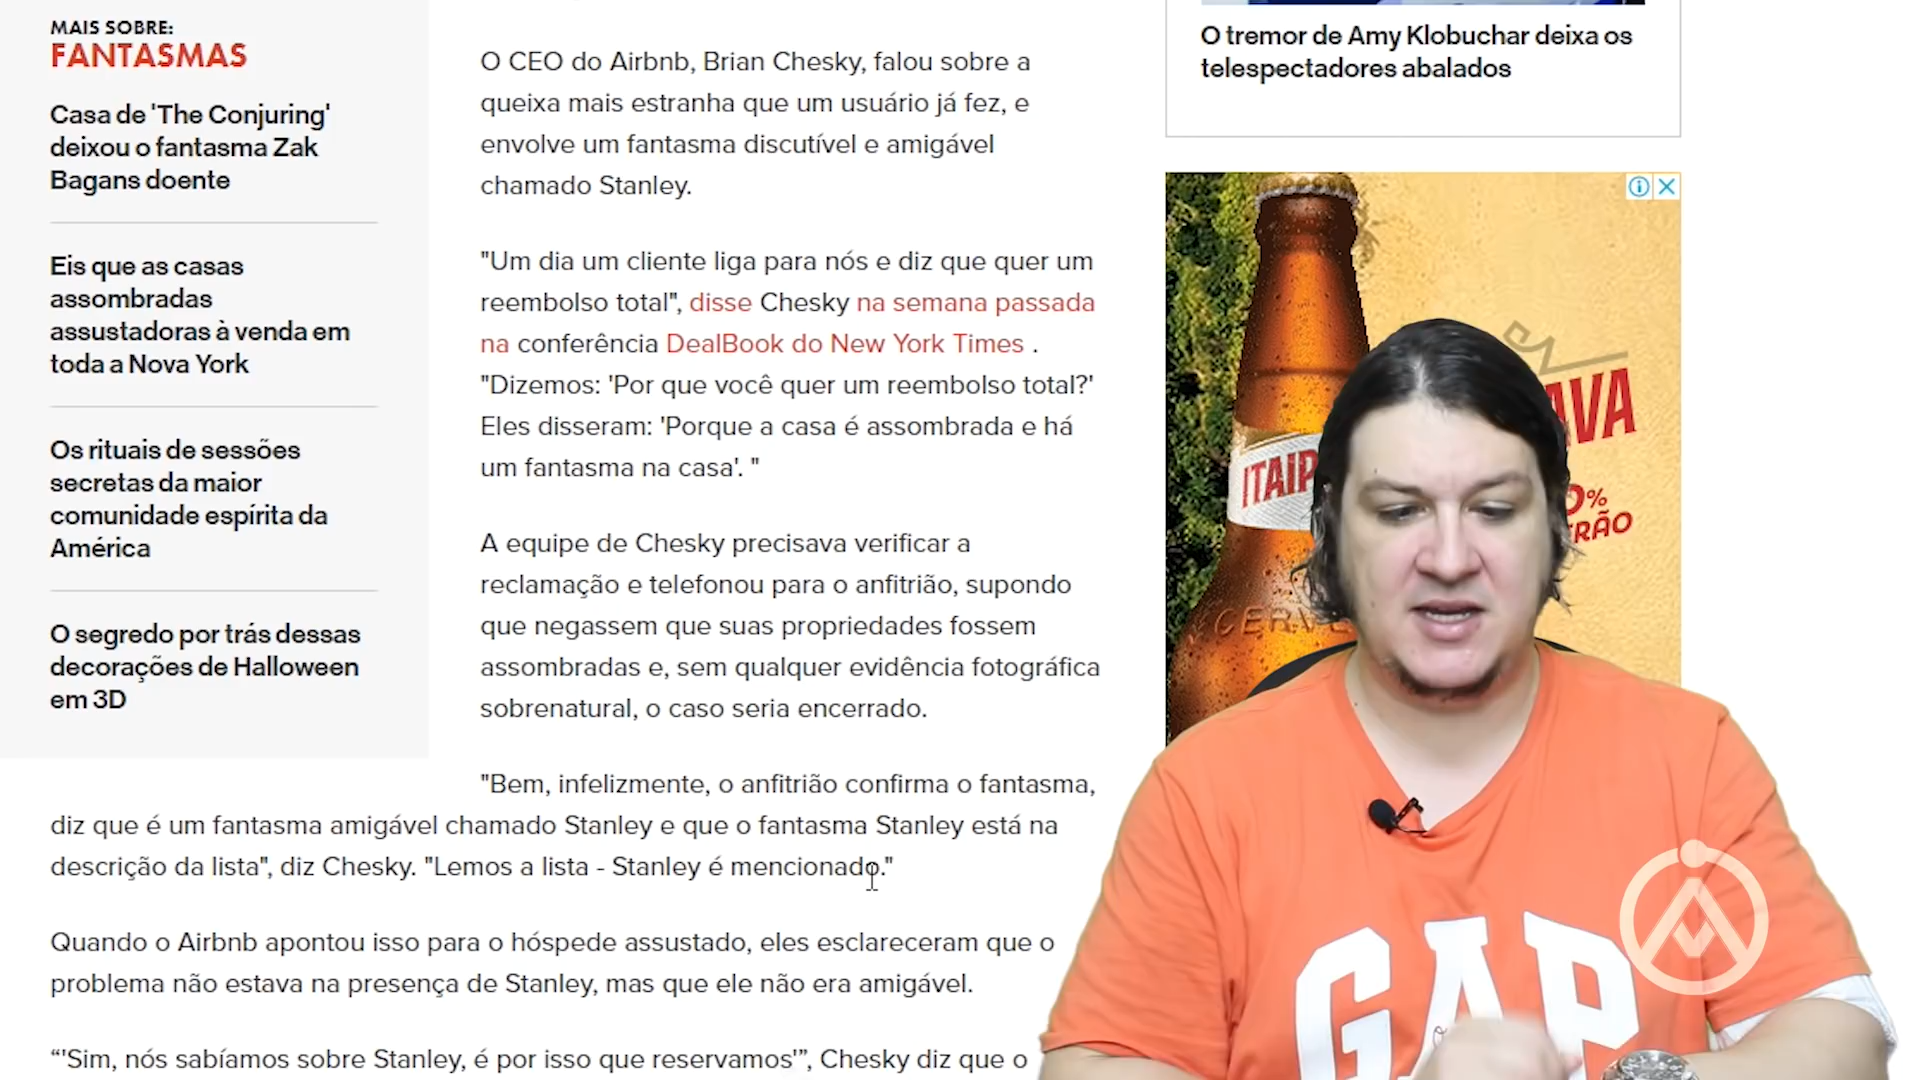 MAIS SOBRE:
FANTASMAS
Casa de 'The Conjuring'
deixou o fantasma Zak
Bagans doente
Eis que as casas
assombradas
assustadoras à venda em
toda a Nova York
Os rituais de sessões
secretas da maior
comunidade espírita da
América
O segredo por trás dessas
decorações de Halloween
em 3D
O CEO do Airbnb, Brian Chesky, falou sobre a
queixa mais estranha que um usuário já fez, e
envolve um fantasma discutível e amigável
chamado Stanley.
"Um dia um cliente liga para nós e diz que quer um
reembolso total", disse Chesky na semana passada
na conferência DealBook do New York Times .
"Dizemos: 'Por que você quer um reembolso total?'
Eles disseram: 'Porque a casa é assombrada e há
um fantasma na casa'. "
A equipe de Chesky precisava verificar a
reclamação e telefonou para o anfitrião, supondo
que negassem que suas propriedades fossem
assombradas e, sem qualquer evidência fotográfica
sobrenatural, o caso seria encerrado.
"Bem, infelizmente, o anfitrião confirma o fantasma,
diz que é um fantasma amigável chamado Stanley e que o fantasma Stanley está na
descrição da lista", diz Chesky. "Lemos a lista - Stanley é mencionado."
Quando o Airbnb apontou isso para o hóspede assustado, eles esclareceram que o
problema não estava na presença de Stanley, mas que ele não era amigável.
“'Sim, nós sabíamos sobre Stanley, é por isso que reservamos'”, Chesky diz que o
O tremor de Amy Klobuchar deixa os
telespectadores abalados
ITAIP
AVA
0%
RÃO
CERVE
GAP